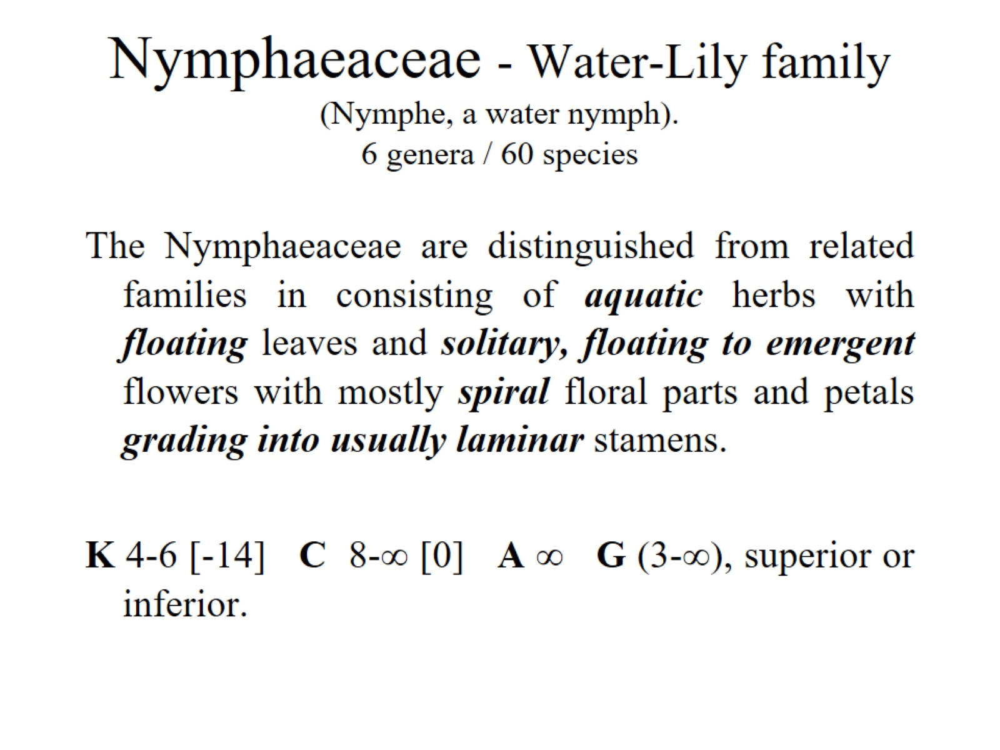 Nymphaeaceae - Water-Lily family
(Nymphe, a water nymph).
6 genera / 60 species
The Nymphaeaceae are distinguished from related
families in consisting of aquatic herbs with
floating leaves and solitary, floating to emergent
flowers with mostly spiral floral parts and petals
grading into usually laminar stamens.
K 4-6 [-14] C 8-∞ [0] A ∞ G (3-∞), superior or
inferior.